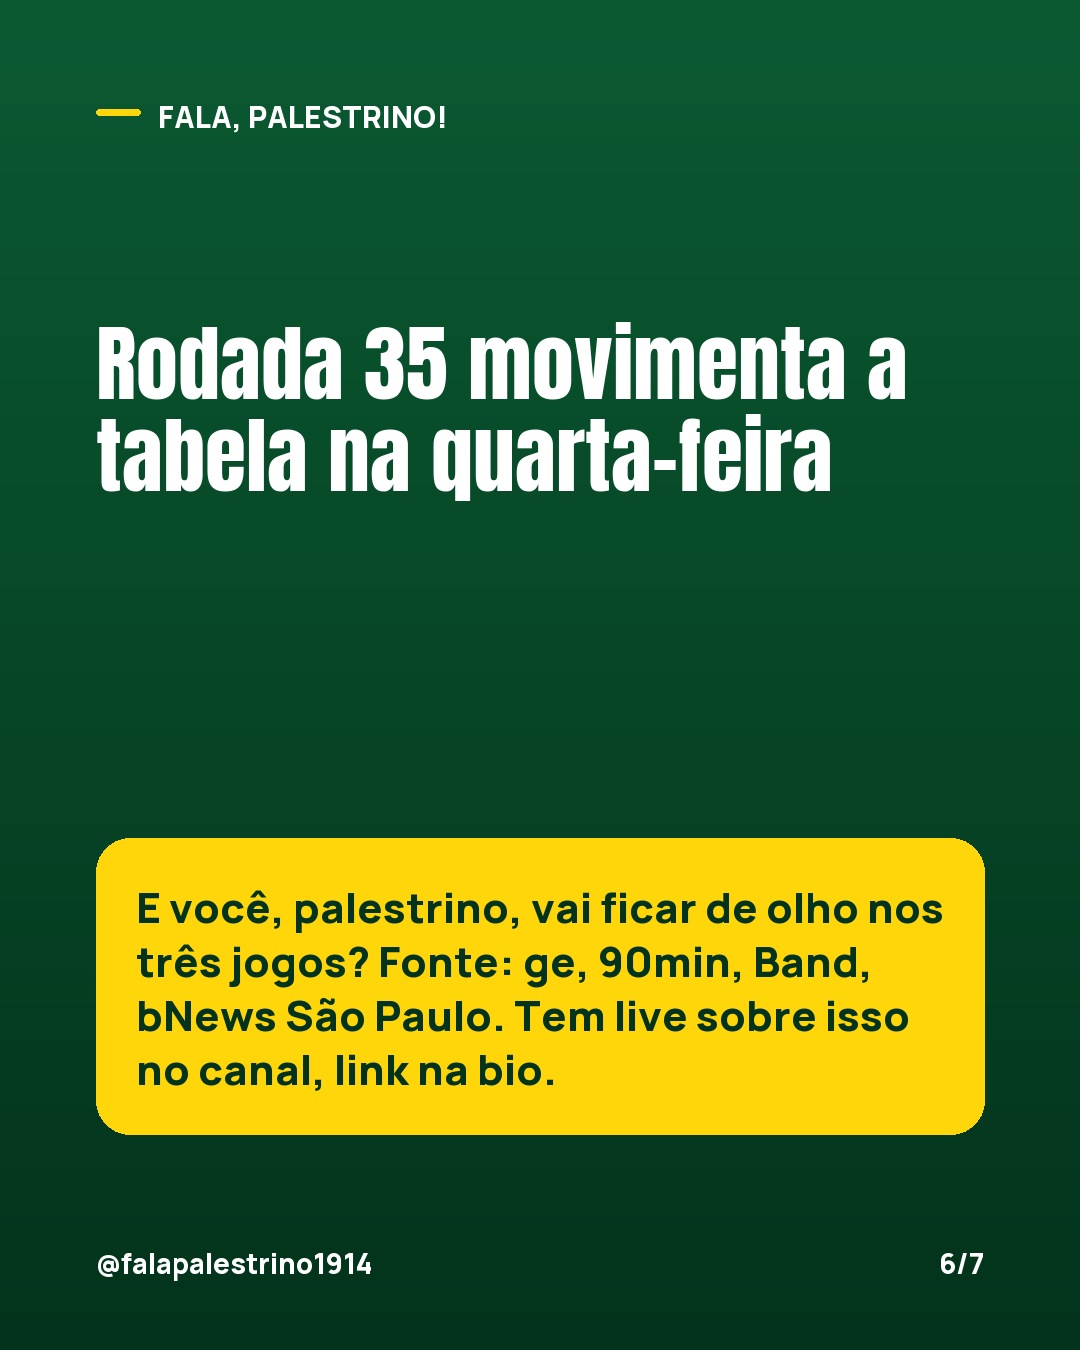 FALA, PALESTRINO!
Rodada 35 movimenta a
tabela na quarta-feira
E você, palestrino, vai ficar de olho nos
três jogos? Fonte: ge, 90min, Band,
bNews São Paulo. Tem live sobre isso
no canal, link na bio.
@falapalestrino1914
6/7